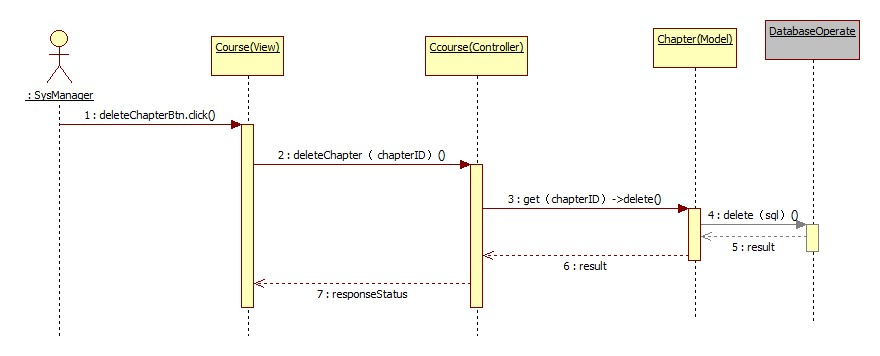 Course(View)
Ccourse(Controller)
Chapter(Model)
DatabaseOperate
: SysManager
1 : deleteChapterBtn.click()
2 : deleteChapter（ chapterID）()
3 : get（chapterID）->delete()
4 : delete（sql）()
5 : result
6 : result
7 : responseStatus